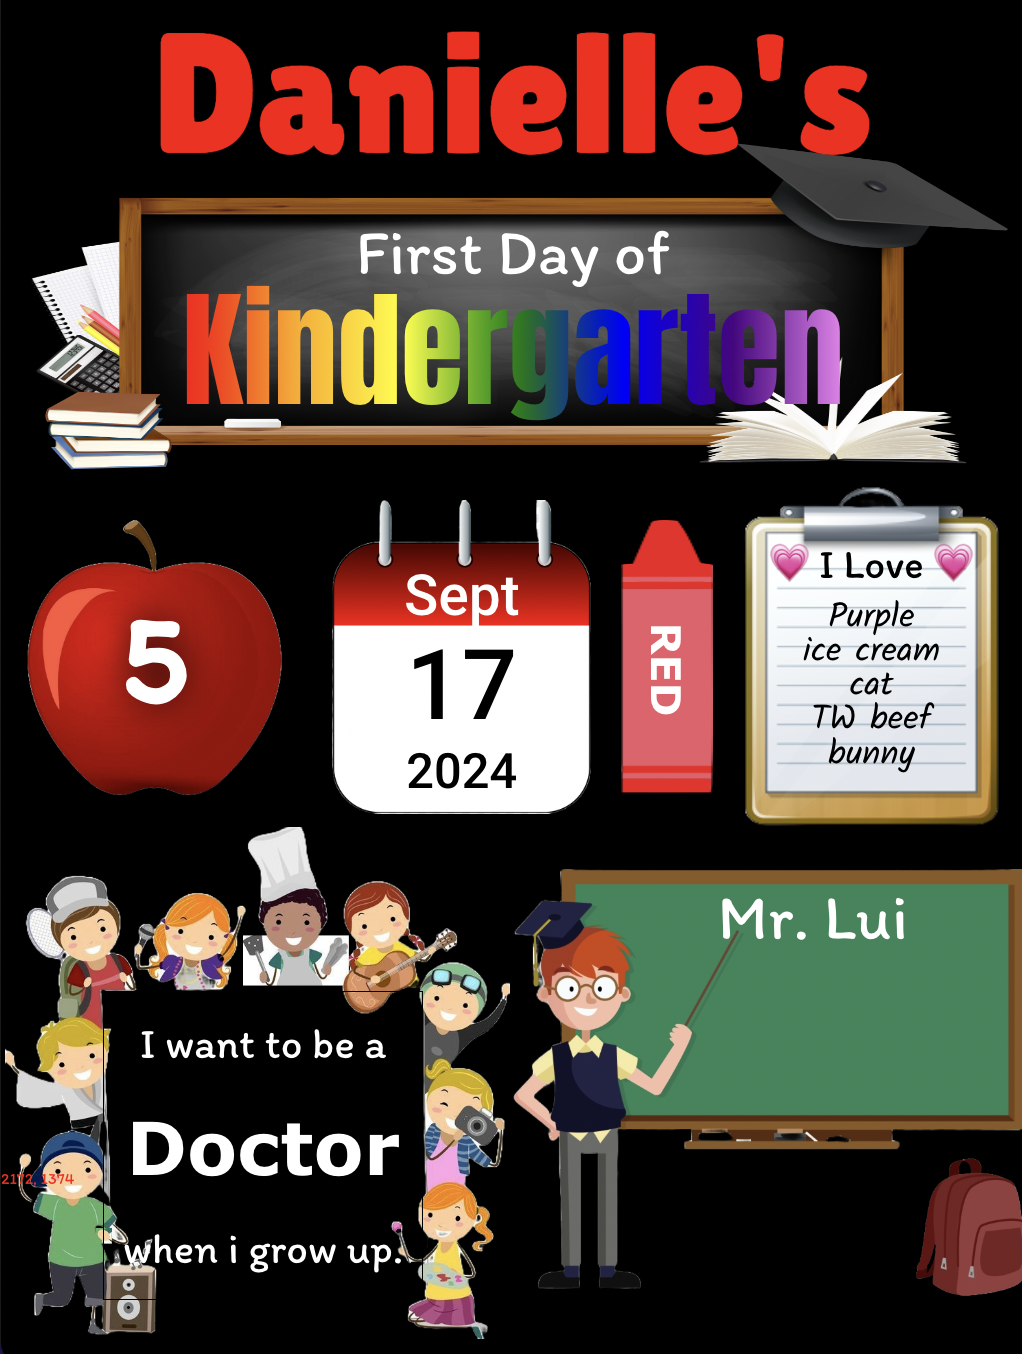 Danielle's
First Day of
Kindergarten
5
Sept
17
2024
RED
I Love
Purple
ice cream
cat
TW beef
bunny
Mr. Lui
I want to be a
Doctor
when i grow up.
2172, 1374